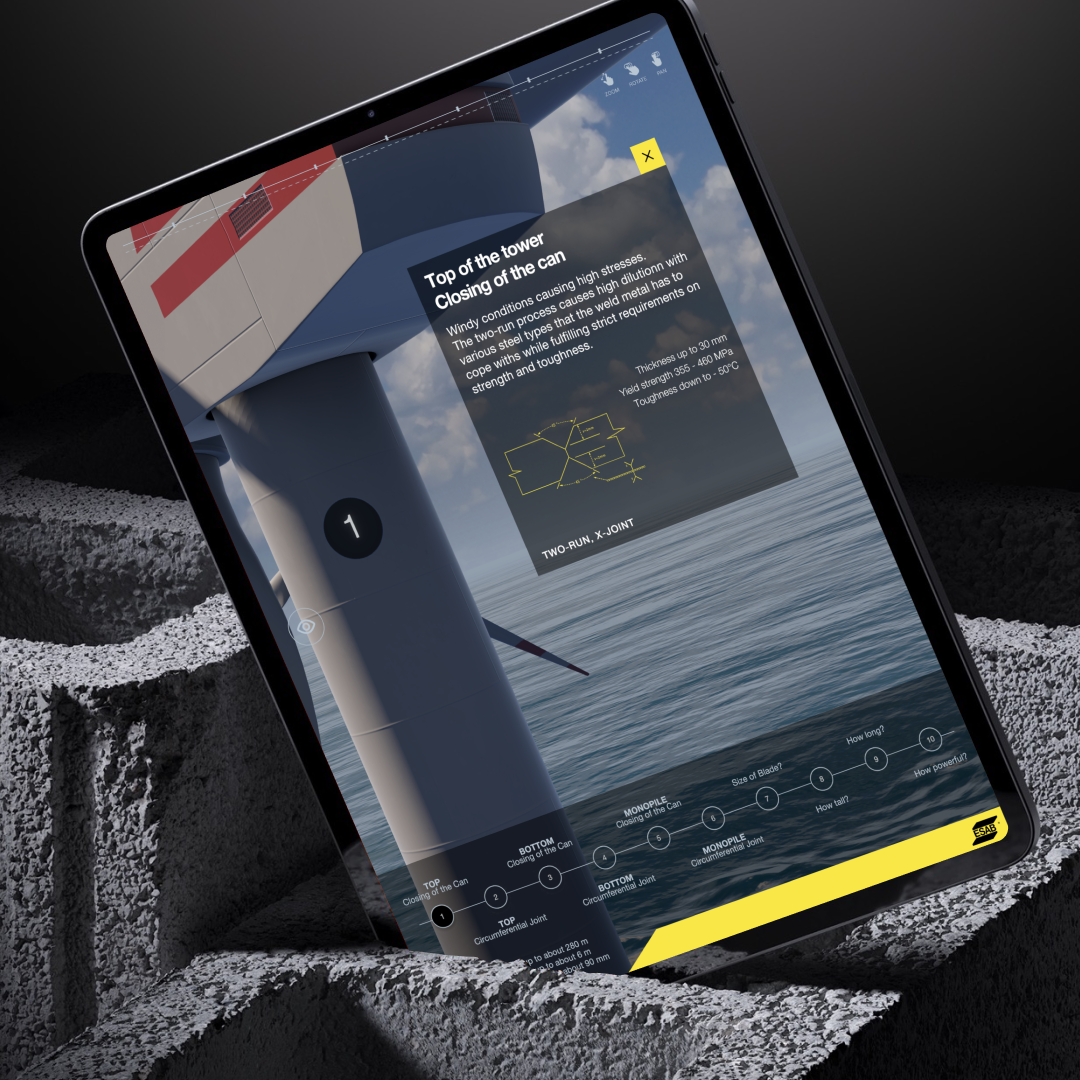 ZOOM
ROTATE
PAN
X
Top of the tower
Closing of the can
Windy conditions causing high stresses.
The two-run process causes high dilutionn with
various steel types that the weld metal has to
cope withs while fulfilling strict requirements on
strength and toughness.
Thickness up to 30 mm
Yield strength 355 - 460 MPa
Toughness down to - 50°C
TWO-RUN, X-JOINT
1
TOP
Closing of the Can
1
2
TOP
Circumferential Joint
BOTTOM
Closing of the Can
3
4
BOTTOM
Circumferential Joint
MONOPILE
Closing of the Can
5
6
MONOPILE
Circumferential Joint
Size of Blade?
7
8
How tall?
How long?
9
10
How powerful?
up to about 280 m
to about 6 m
about 90 mm
ESAB